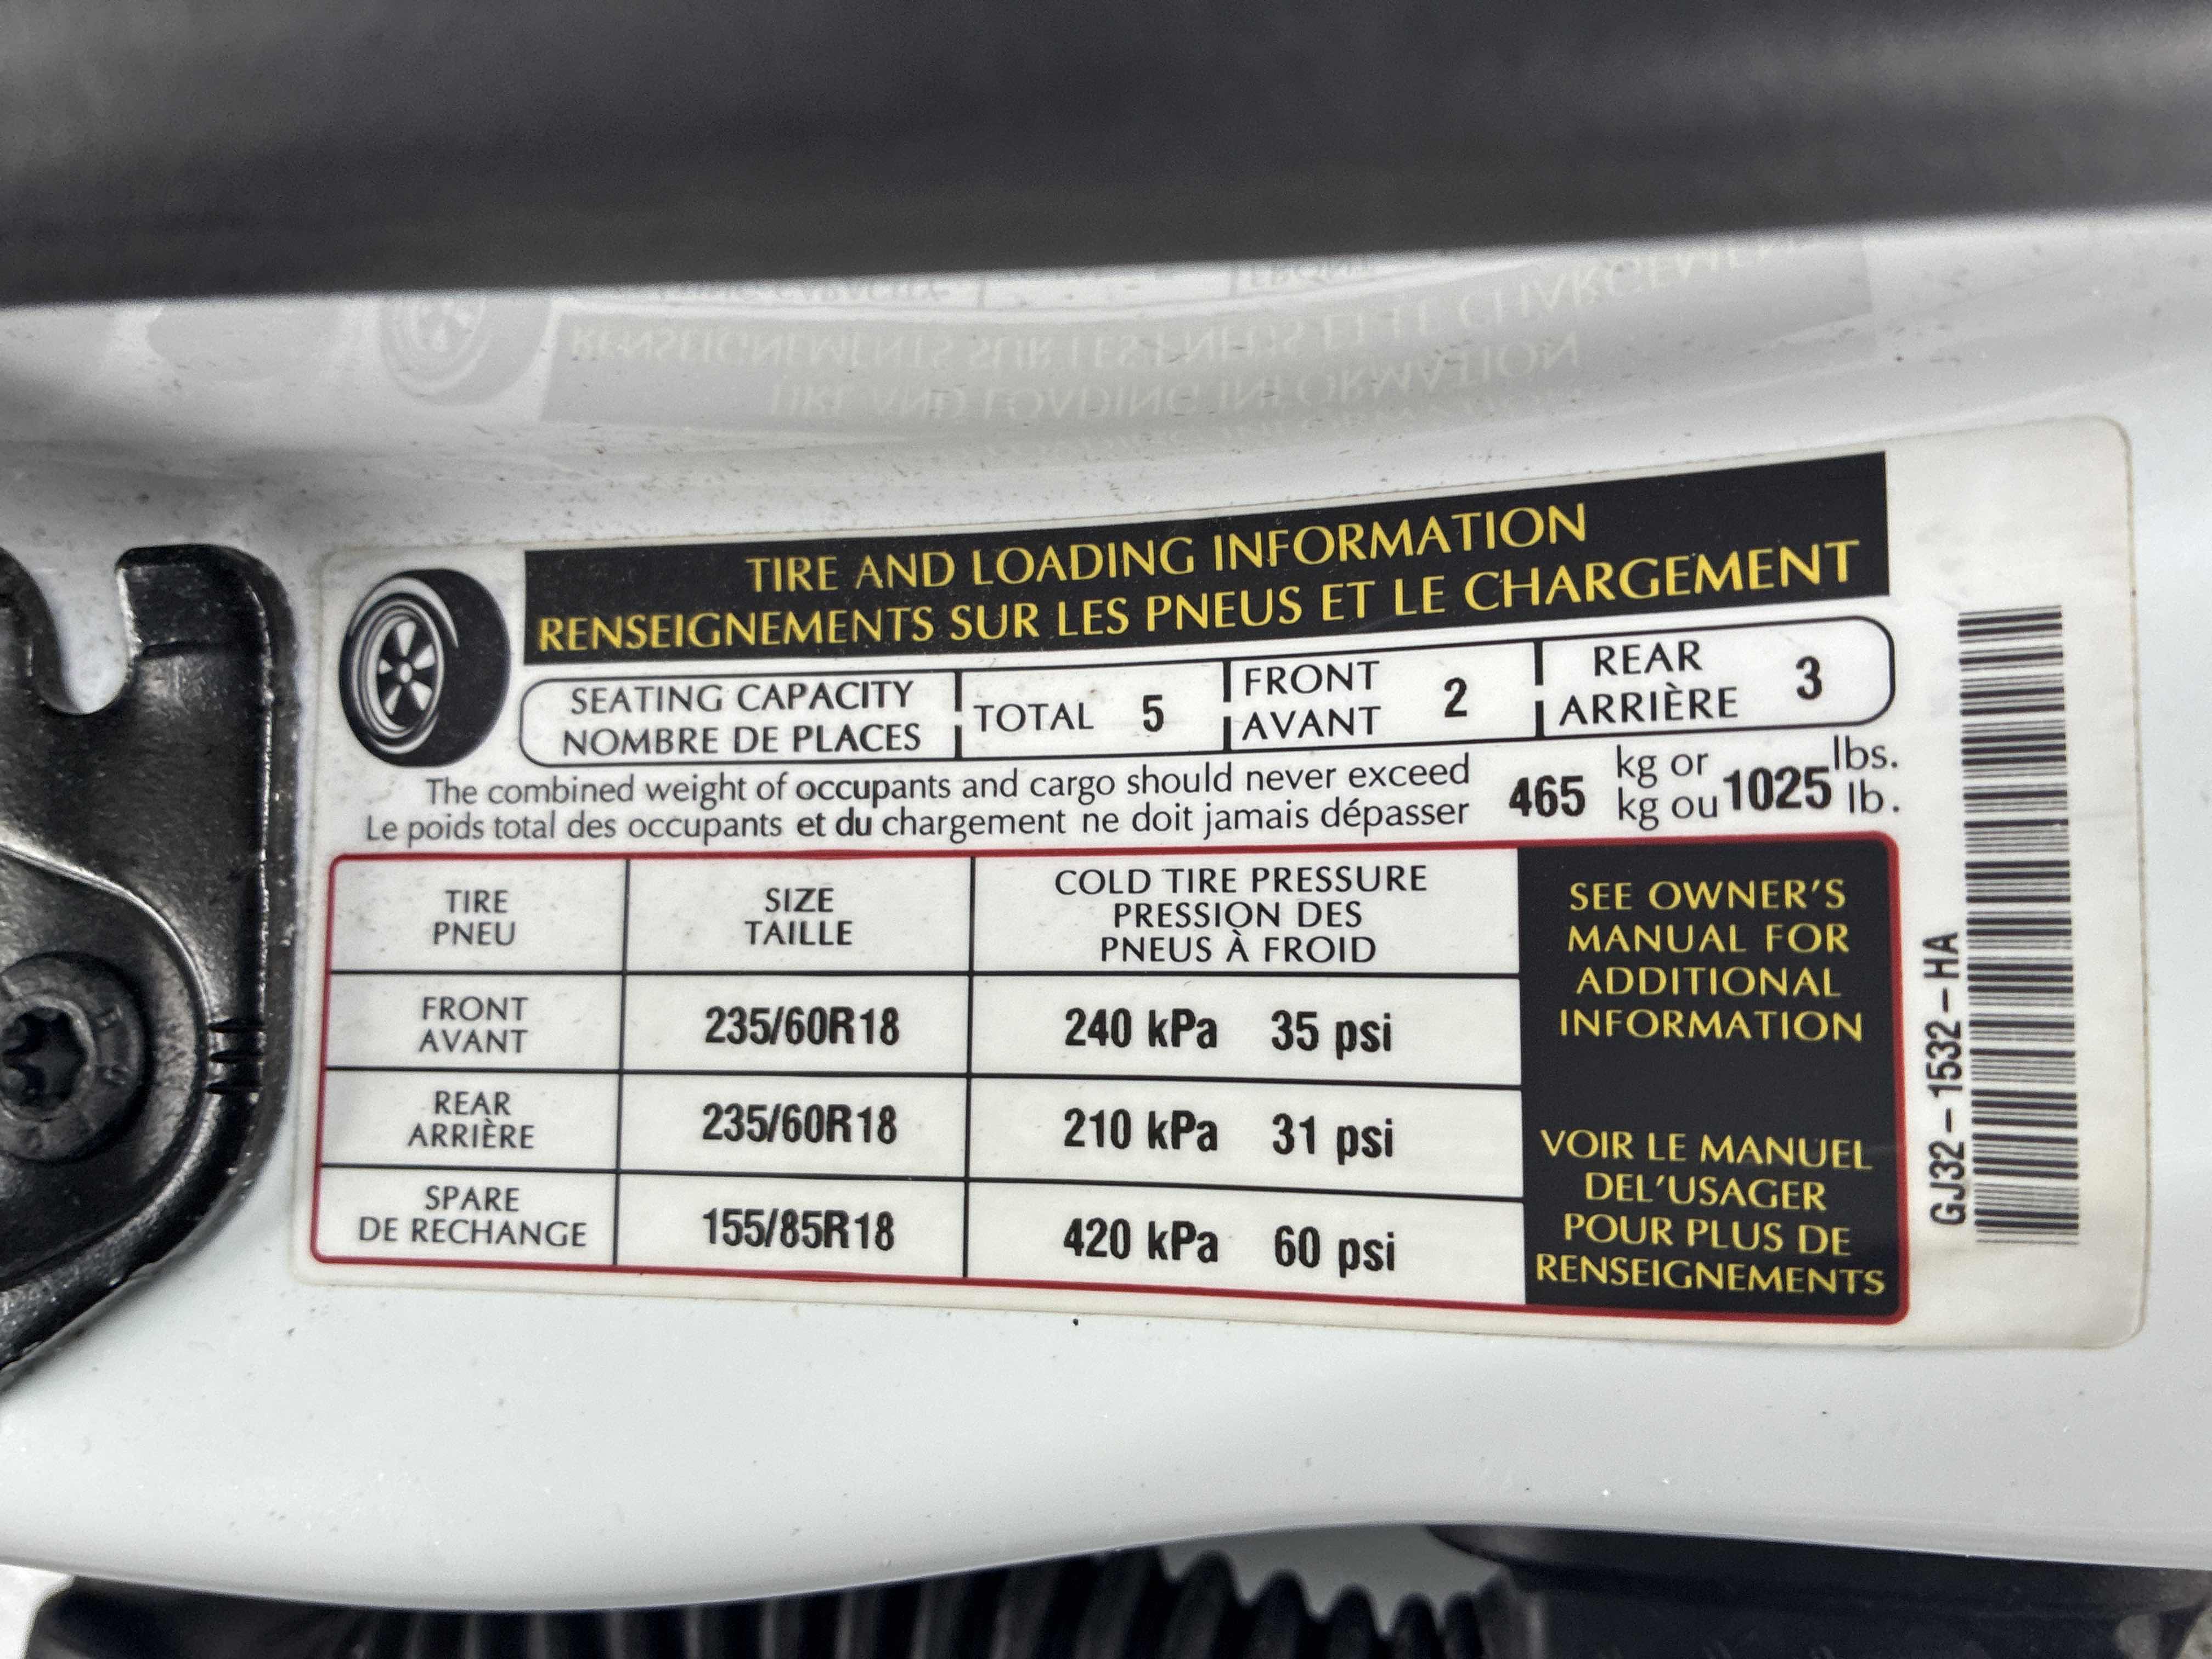 TIRE AND LOADING INFORMATION
RENSEIGNEMENTS SUR LES PNEUS ET LE CHARGEMENT
SEATING CAPACITY
NOMBRE DE PLACES
TOTAL 5
FRONT
AVANT
2
REAR
ARRIÈRE
3
The combined weight of occupants and cargo should never exceed
Le poids total des occupants et du chargement ne doit jamais dépasser
465
kg or
kg ou
1025
lbs.
lb.
TIRE
PNEU
SIZE
TAILLE
COLD TIRE PRESSURE
PRESSION DES
PNEUS À FROID
FRONT
AVANT
235/60R18
240 kPa 35 psi
REAR
ARRIÈRE
235/60R18
210 kPa 31 psi
SPARE
DE RECHANGE
155/85R18
420 kPa 60 psi
SEE OWNER'S
MANUAL FOR
ADDITIONAL
INFORMATION
VOIR LE MANUEL
DEL'USAGER
POUR PLUS DE
RENSEIGNEMENTS
GJ32-1532-HA